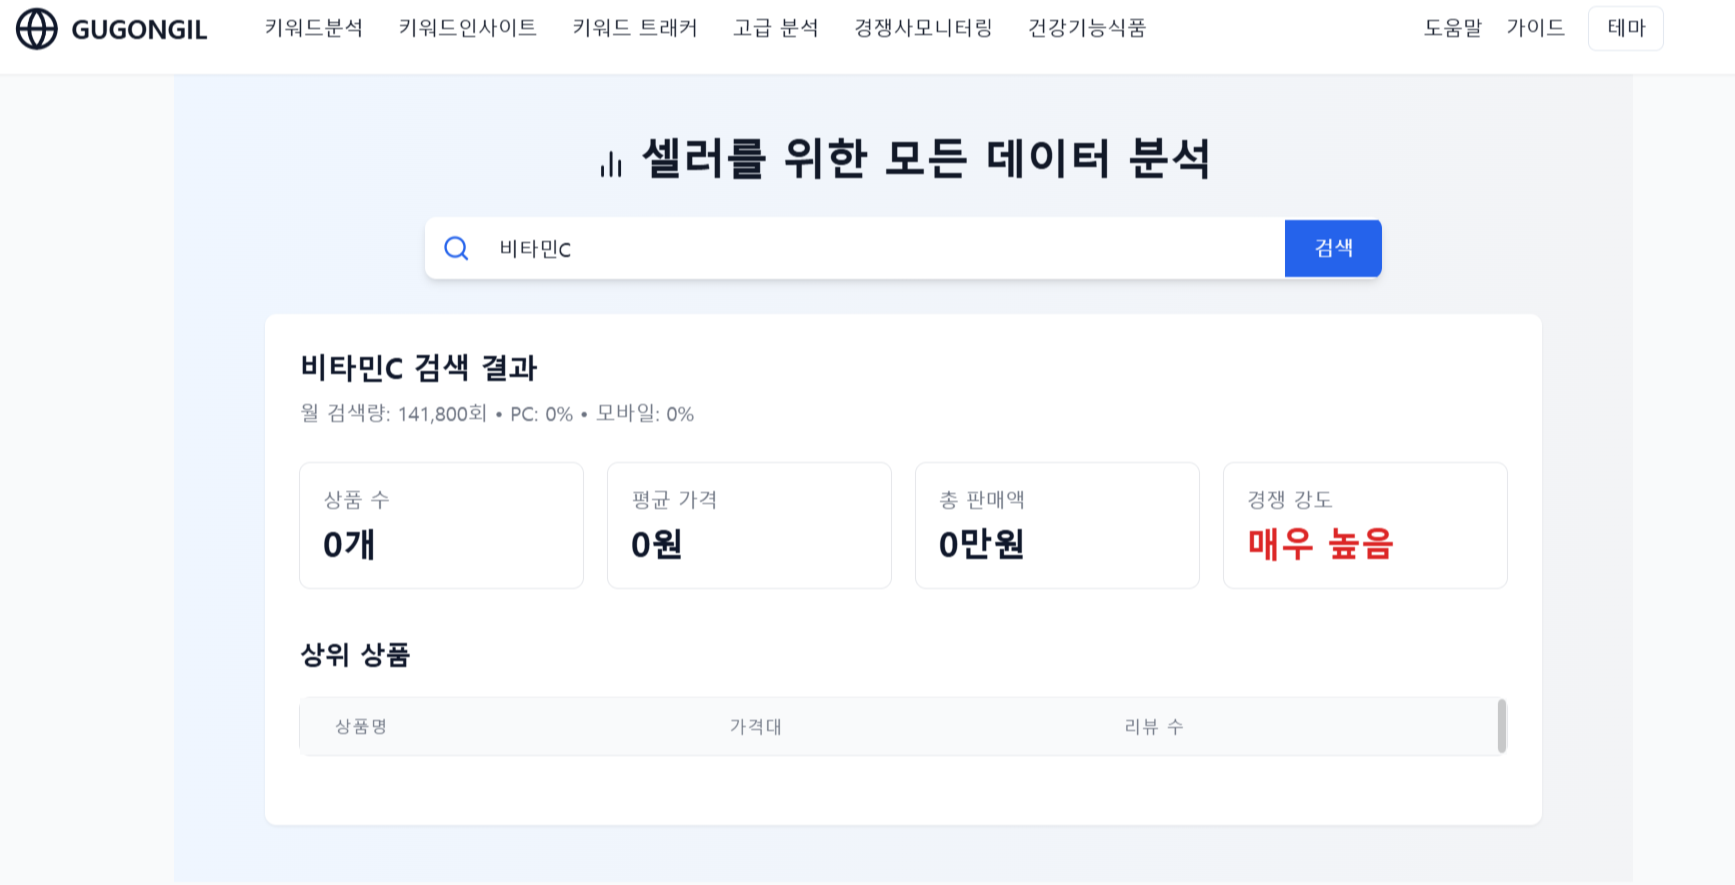 GUGONGIL 키워드분석 키워드인사이트 키워드 트래커 고급 분석 경쟁사모니터링 건강기능식품 도움말 가이드 테마
셀러를 위한 모든 데이터 분석
비타민C 검색
비타민C 검색 결과
월 검색량: 141,800회 • PC: 0% • 모바일: 0%
상품 수 평균 가격 총 판매액 경쟁 강도
0개 0원 0만원 매우 높음
상위 상품
상품명 가격대 리뷰 수